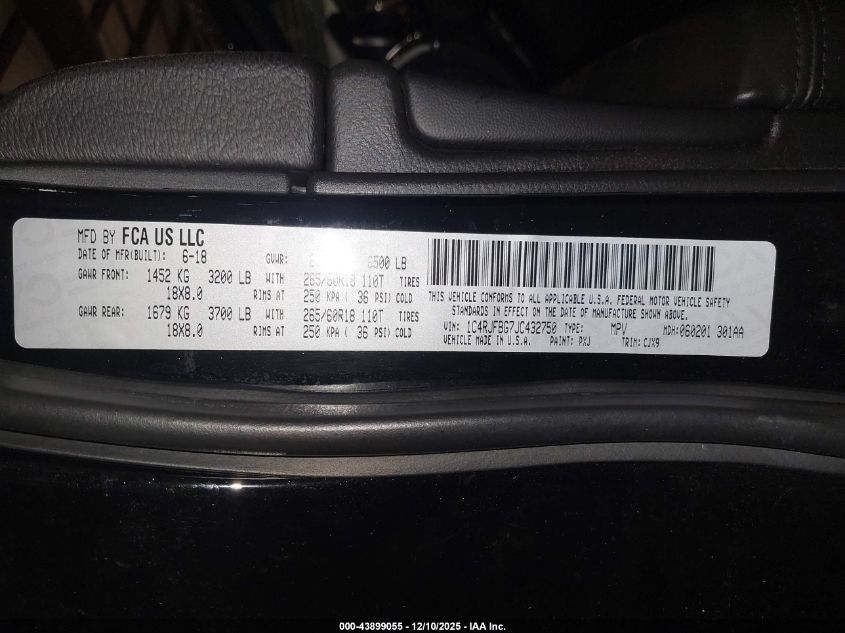 MFD BY FCA US LLC
DATE OF MFR(BUILT): 6-18 GVWR: 6500 LB
GAWR FRONT: 1452 KG 3200 LB WITH 265/60R18 110T TIRES
18X8.0 RIMS AT 250 KPA ( 36 PSI) COLD
GAWR REAR: 1679 KG 3700 LB WITH 265/60R18 110T TIRES
18X8.0 RIMS AT 250 KPA ( 36 PSI) COLD
THIS VEHICLE CONFORMS TO ALL APPLICABLE U.S.A. FEDERAL MOTOR VEHICLE SAFETY
STANDARDS IN EFFECT ON THE DATE OF MANUFACTURE SHOWN ABOVE.
VIN: 1C4RJFBG7JC432750 TYPE: MPV MDH:060201 301AA
VEHICLE MADE IN U.S.A. PAINT: PXJ TRIM: CJX9
000-43899055 - 12/10/2025 - IAA Inc.